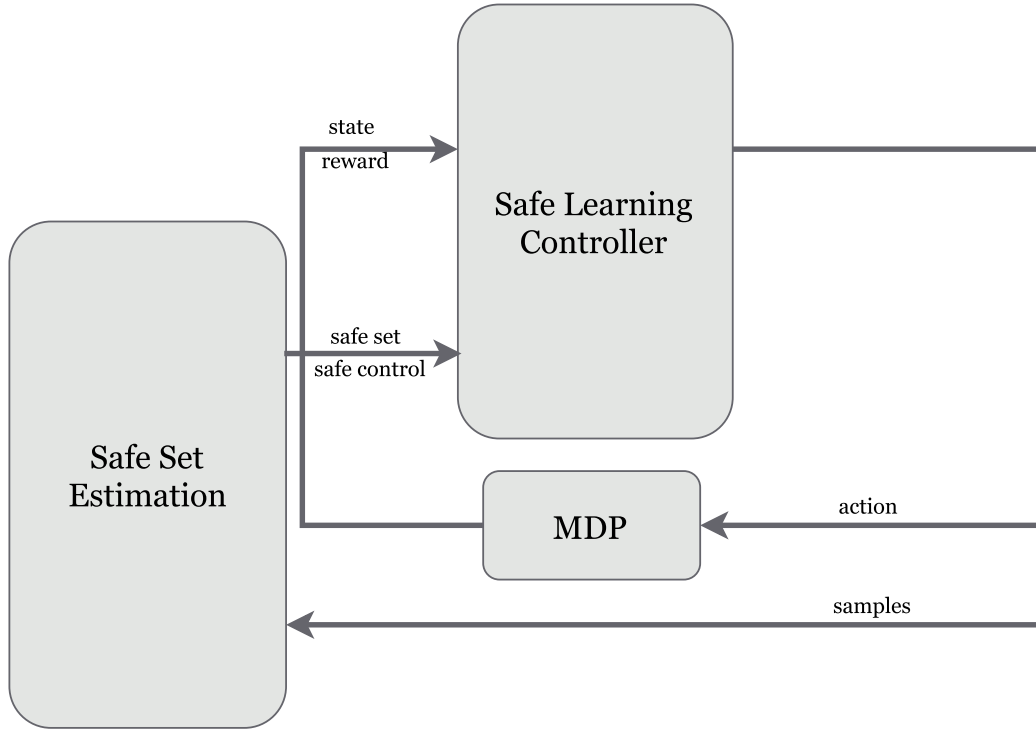 state
reward
Safe Learning
Controller
safe set
safe control
Safe Set
Estimation
MDP
action
samples